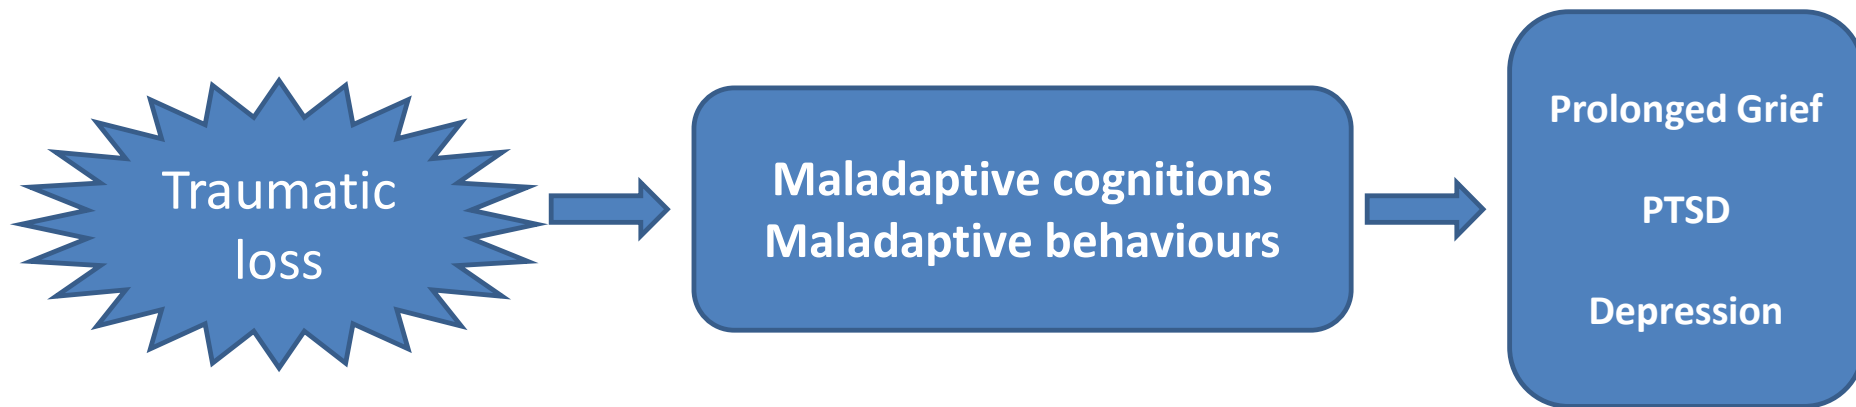 Traumatic
loss
Maladaptive cognitions
Maladaptive behaviours
Prolonged Grief
PTSD
Depression